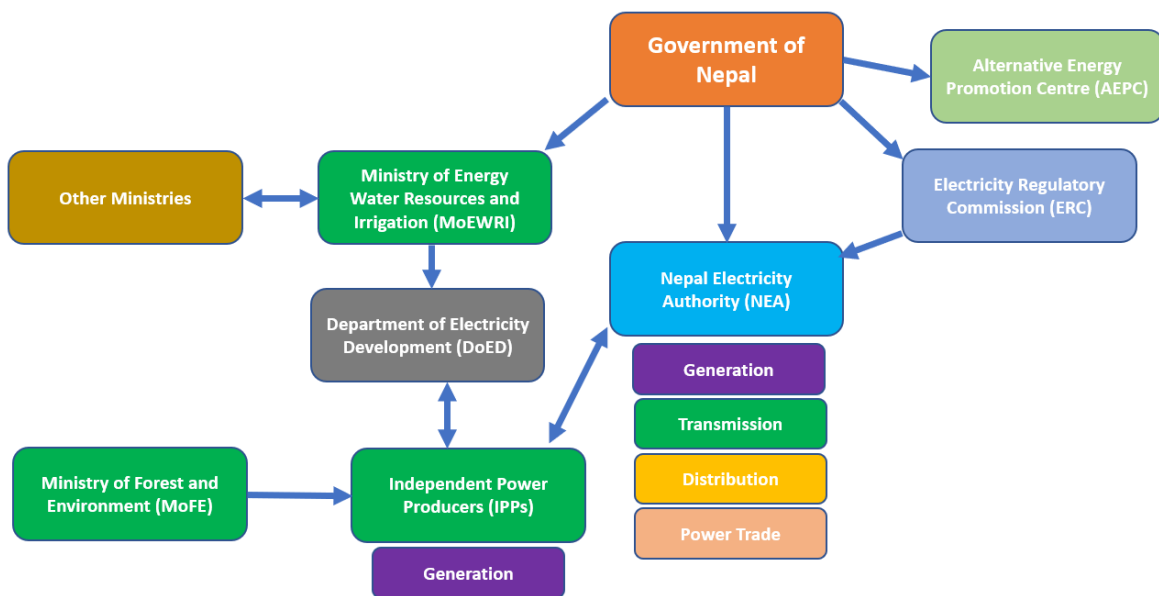 Government of
Nepal
Alternative Energy
Promotion Centre (AEPC)
Other Ministries
Ministry of Energy
Water Resources and
Irrigation (MoEWRI)
Electricity Regulatory
Commission (ERC)
Nepal Electricity
Authority (NEA)
Department of Electricity
Development (DoED)
Generation
Transmission
Distribution
Power Trade
Ministry of Forest and
Environment (MoFE)
Independent Power
Producers (IPPs)
Generation